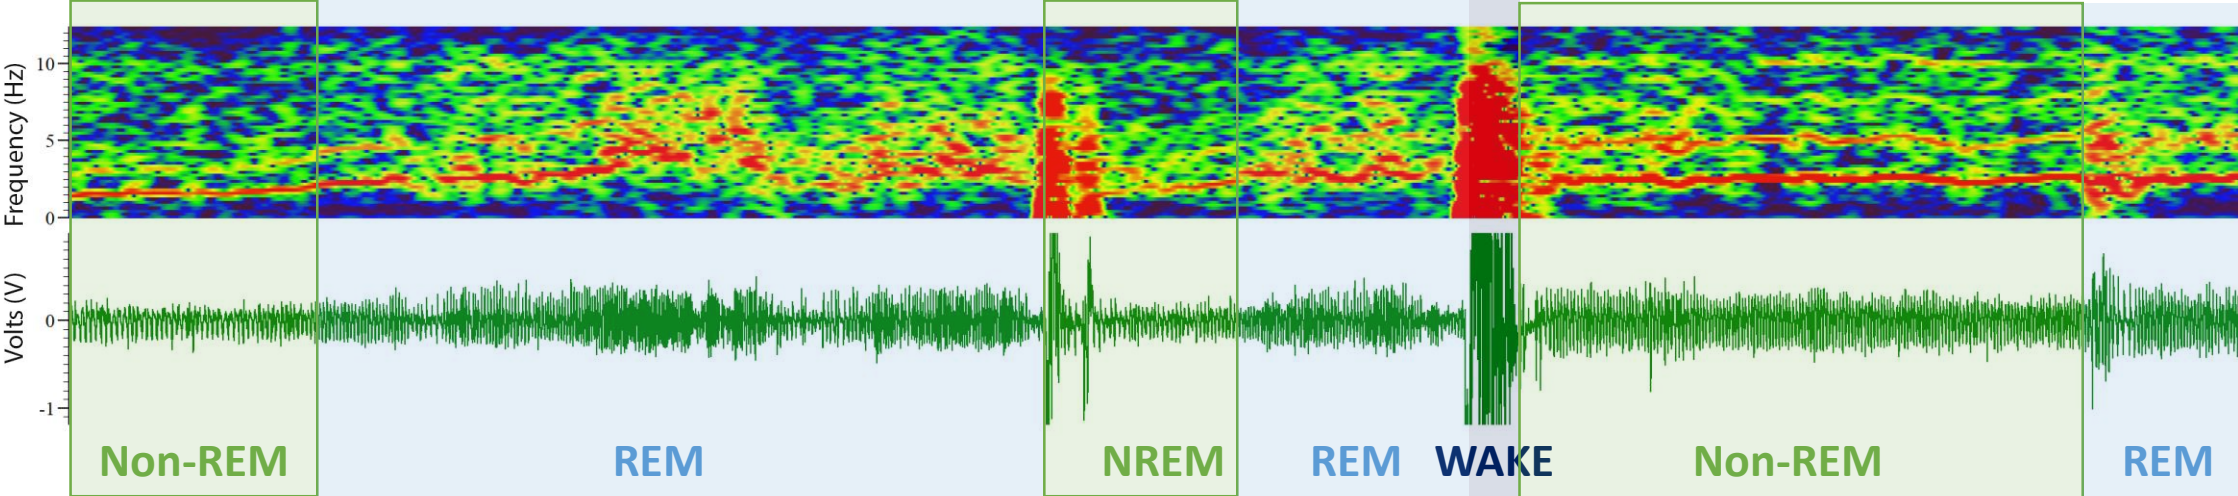 Frequency (Hz)
10
5
0
Volts (V)
0
-1
Non-REM
REM
NREM
REM
WAKE
Non-REM
REM